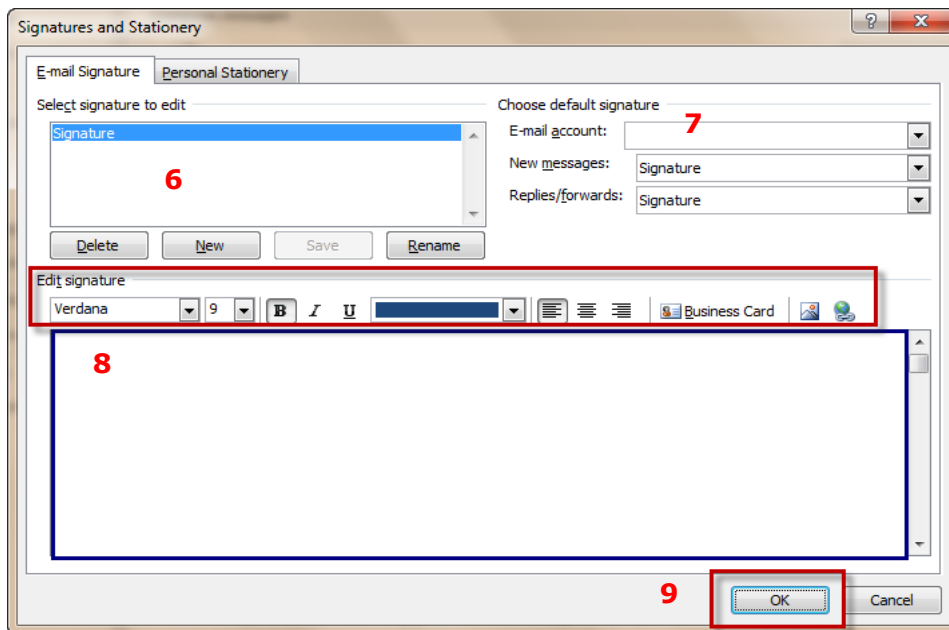 Signatures and Stationery
?
E-mail Signature
Personal Stationery
Select signature to edit
Choose default signature
Signature
6
E-mail account:
7
New messages:
Signature
Replies/forwards:
Signature
Delete
New
Save
Rename
Edit signature
Verdana 9 B I U Business Card
8
9
OK
Cancel